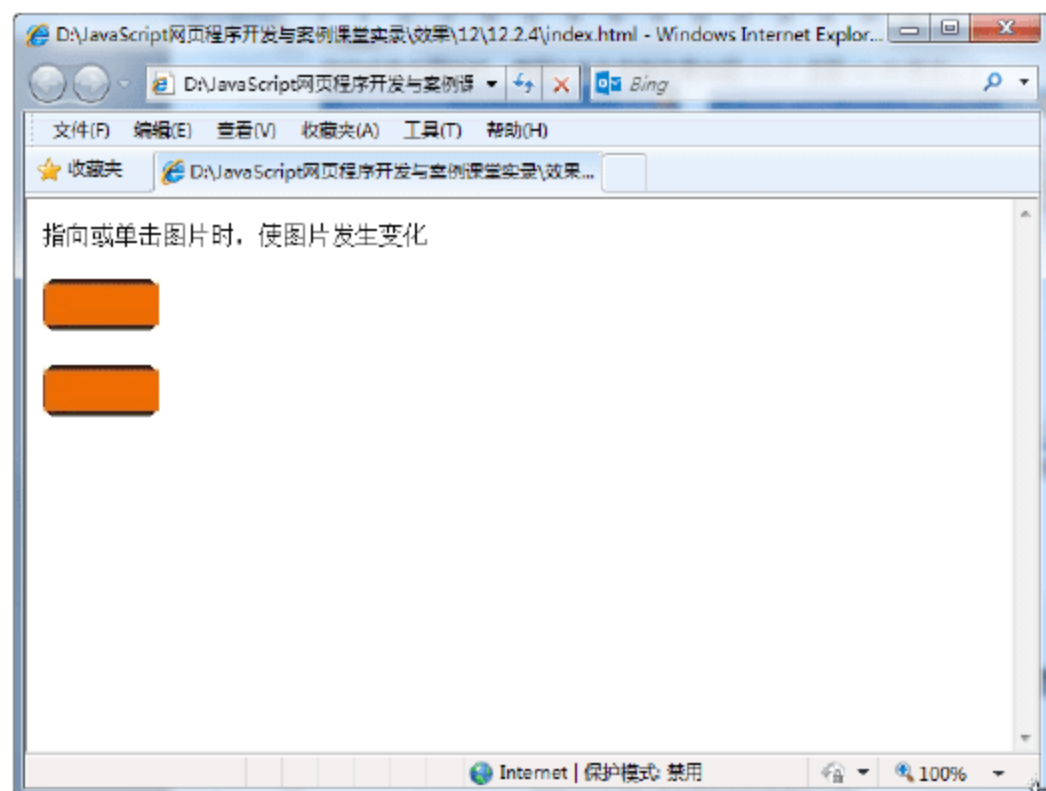 D:\JavaScript网页程序开发与案例课堂实录\效果\12\12.2.4\index.html - Windows Internet Explor...
D:\JavaScript网页程序开发与案例课
Bing
文件(F) 编辑(E) 查看(V) 收藏夹(A) 工具(T) 帮助(H)
收藏夹
D:\JavaScript网页程序开发与案例课堂实录\效果...
指向或单击图片时，使图片发生变化
Internet | 保护模式: 禁用
100%